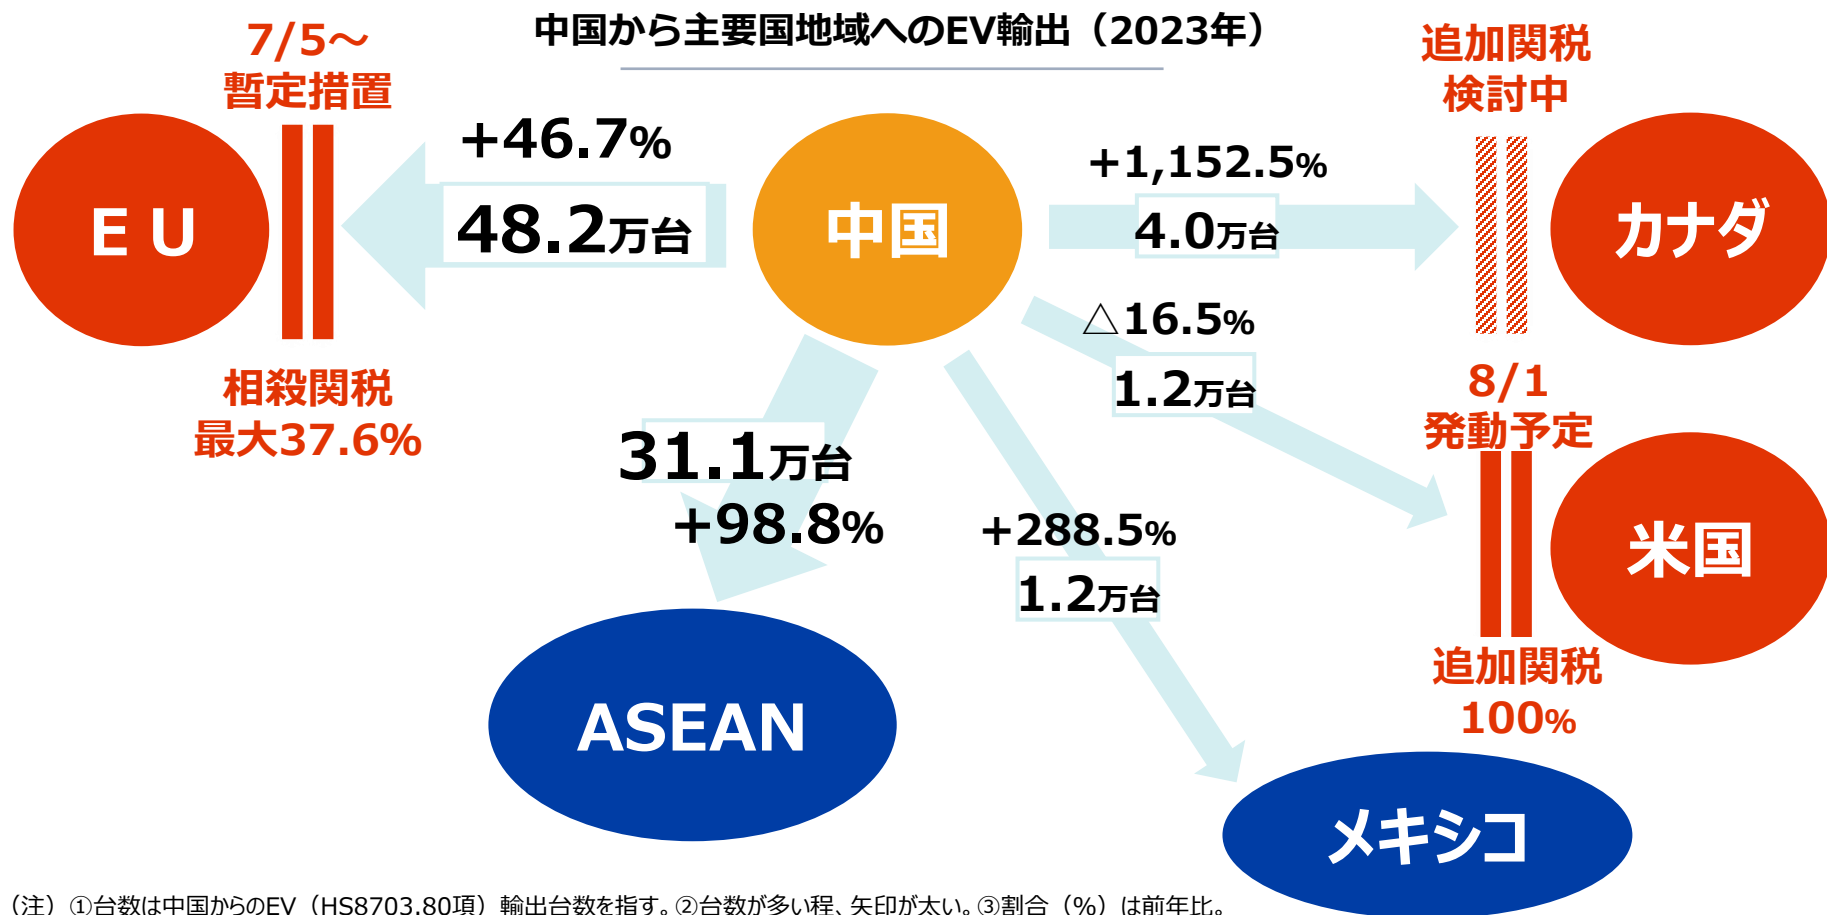 中国から主要国地域へのEV輸出（2023年）
7/5～
暫定措置
EU
相殺関税
最大37.6%
+46.7%
48.2万台
中国
+1,152.5%
4.0万台
追加関税
検討中
カナダ
△16.5%
1.2万台
8/1
発動予定
米国
追加関税
100%
31.1万台
+98.8%
ASEAN
+288.5%
1.2万台
メキシコ
（注）①台数は中国からのEV（HS8703.80項）輸出台数を指す。②台数が多い程、矢印が太い。③割合（%）は前年比。